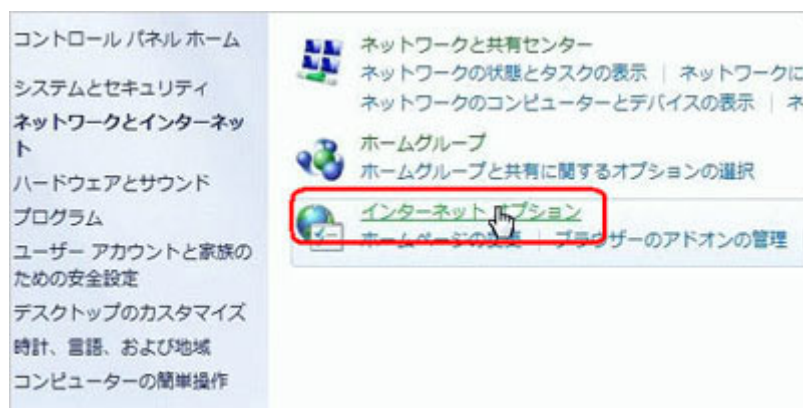 コントロール パネル ホーム
システムとセキュリティ
ネットワークとインターネッ
ト
ハードウェアとサウンド
プログラム
ユーザー アカウントと家族の
ための安全設定
デスクトップのカスタマイズ
時計、言語、および地域
コンピューターの簡単操作
ネットワークと共有センター
ネットワークの状態とタスクの表示 | ネットワークに
ネットワークのコンピューターとデバイスの表示 | ネ
ホームグループ
ホームグループと共有に関するオプションの選択
インターネット オプション
ホームページの変更 | ブラウザーのアドオンの管理